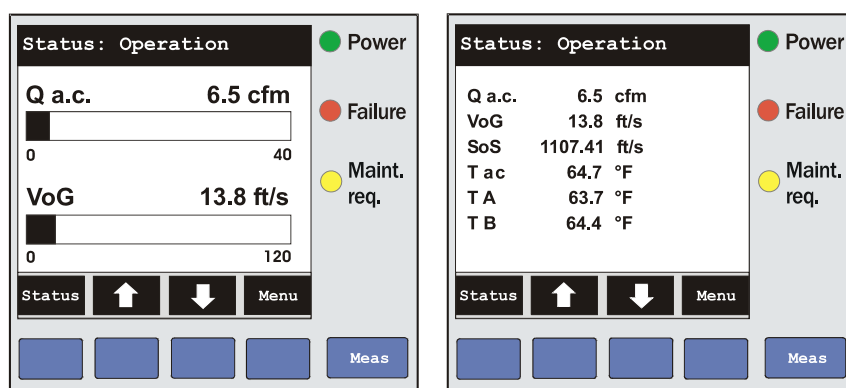 Status: Operation
Power
Q a.c. 6.5 cfm
Failure
0 40
Maint.
req.
VoG 13.8 ft/s
0 120
Status Menu
Meas
Status: Operation
Power
Q a.c. 6.5 cfm
VoG 13.8 ft/s
Failure
SoS 1107.41 ft/s
T ac 64.7 °F
Maint.
req.
T A 63.7 °F
T B 64.4 °F
Status Menu
Meas